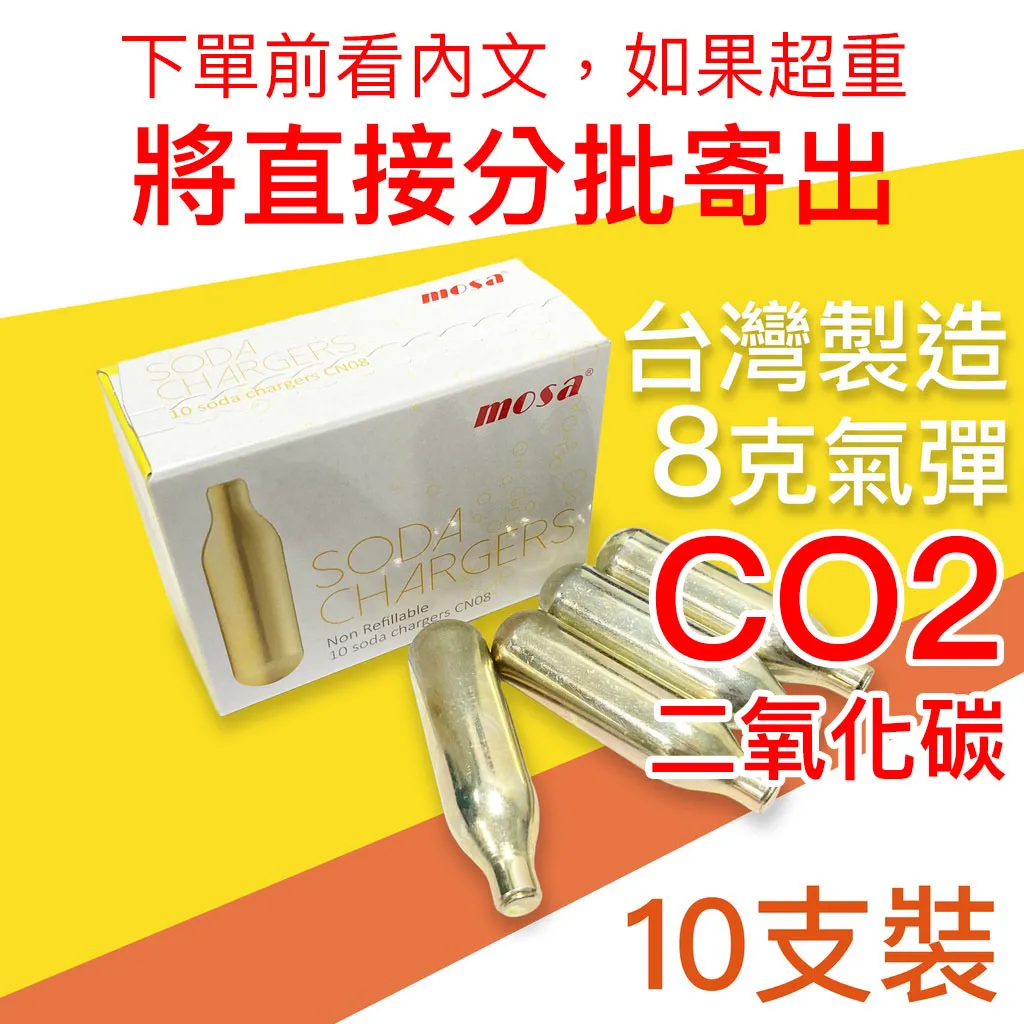 下單前看內文，如果超重
將直接分批寄出
mosa
SODA
CHARGERS
10 soda chargers CN08
mosa®
SODA
CHARGERS
Non Refillable
10 soda chargers CN08
台灣製造
8克氣彈
CO2
二氧化碳
10支裝